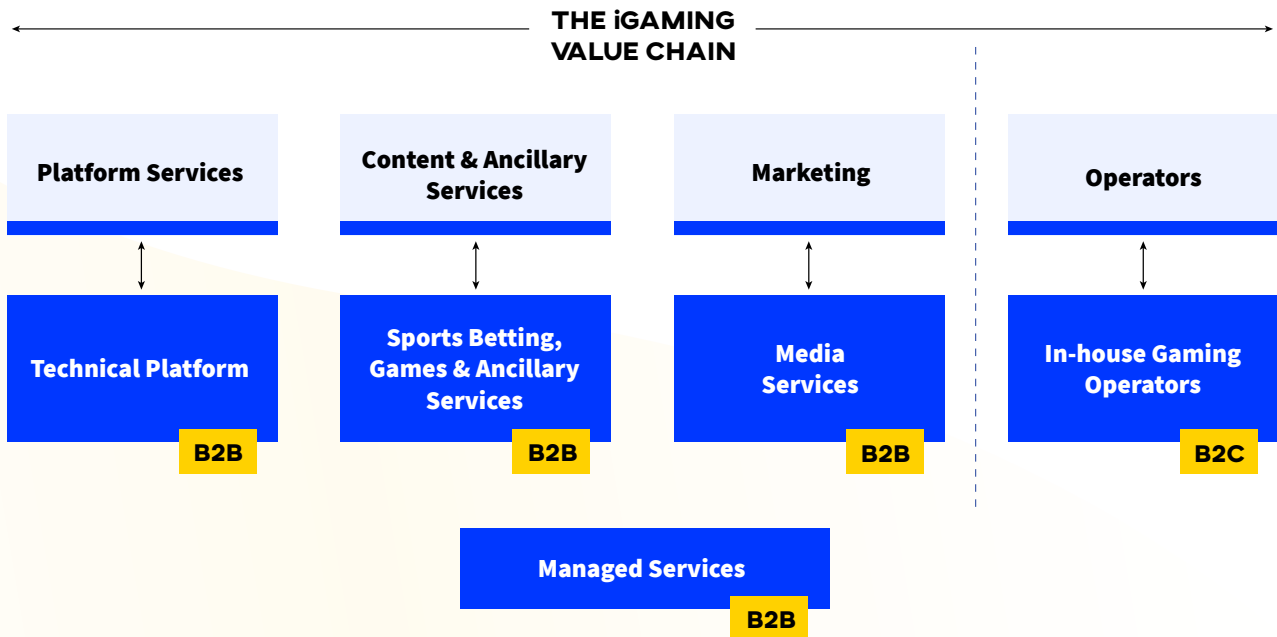 THE iGAMING
VALUE CHAIN
Platform Services
Content & Ancillary
Services
Marketing
Operators
Technical Platform
B2B
Sports Betting,
Games & Ancillary
Services
B2B
Media
Services
B2B
In-house Gaming
Operators
B2C
Managed Services
B2B